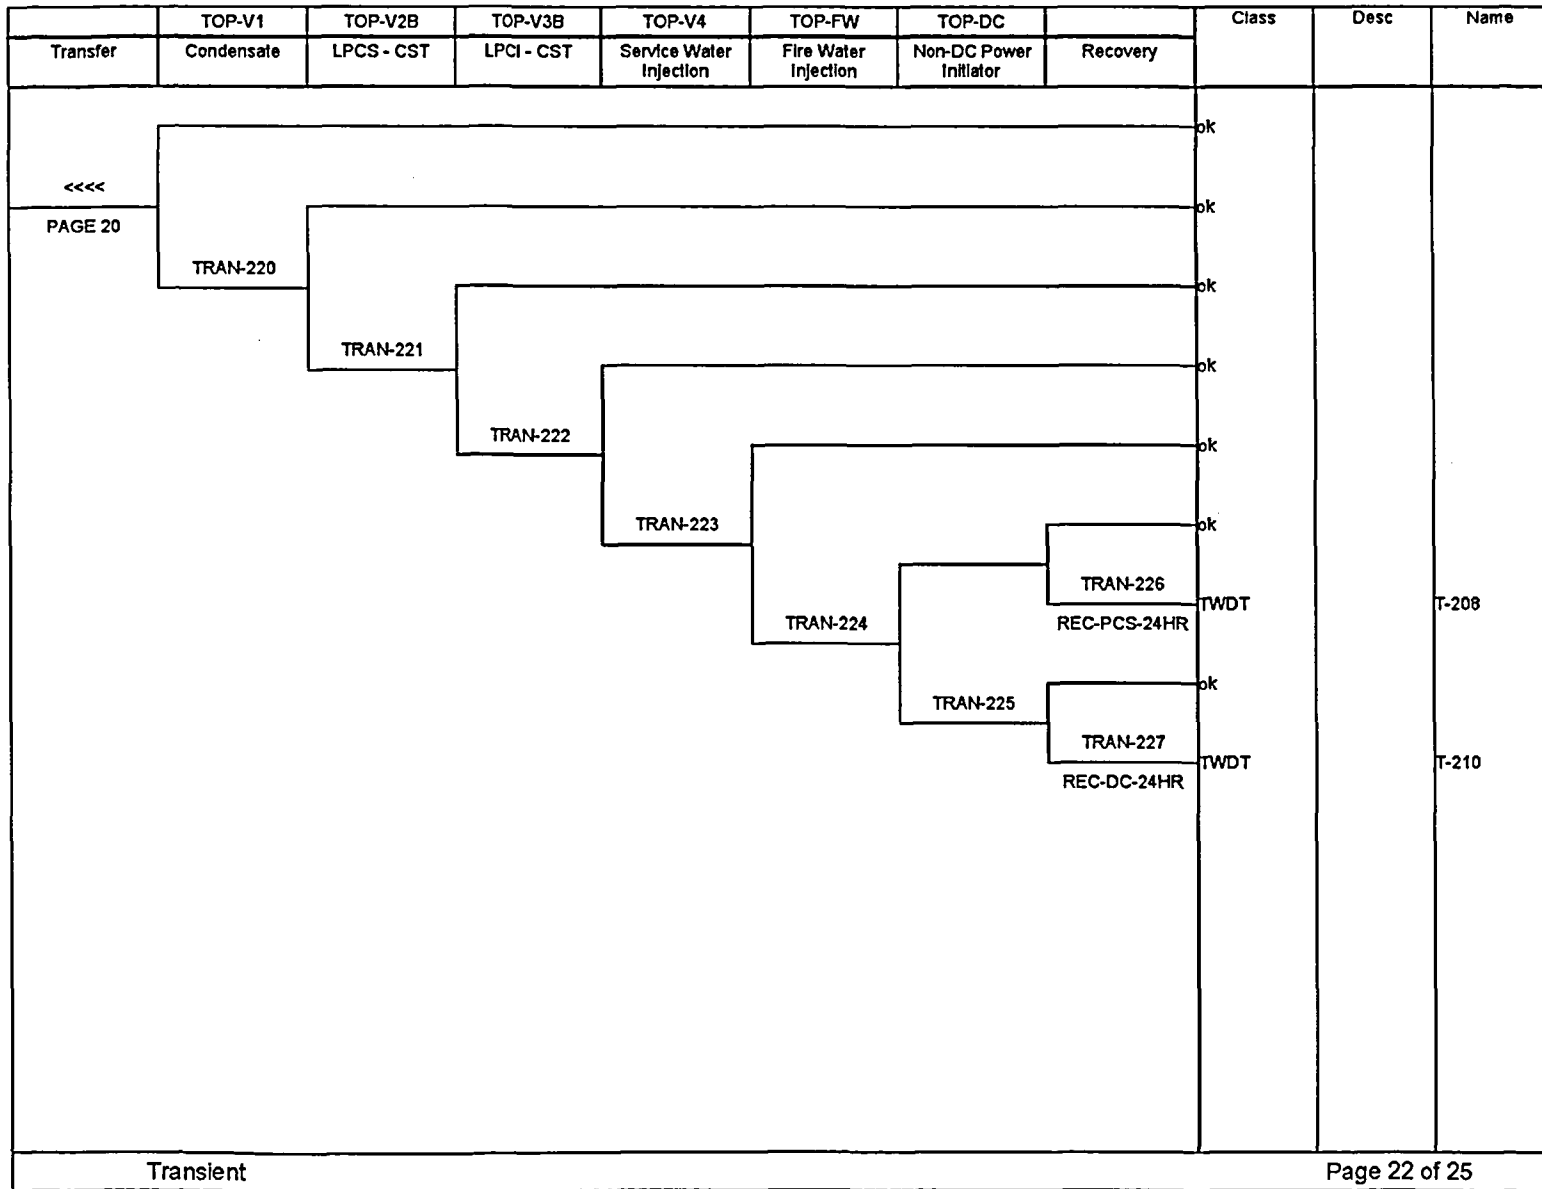 TOP-V1 TOP-V2B TOP-V3B TOP-V4 TOP-FW TOP-DC Class Desc Name
Transfer Condensate LPCS - CST LPCI - CST Service Water Fire Water Non-DC Power Recovery
Injection Injection Initiator
ok
<<<<
ok
PAGE 20
TRAN-220
ok
TRAN-221
ok
TRAN-222
ok
TRAN-223
ok
TRAN-226
TWDT T-208
TRAN-224 REC-PCS-24HR
ok
TRAN-225
TRAN-227
TWDT T-210
REC-DC-24HR
Transient Page 22 of 25